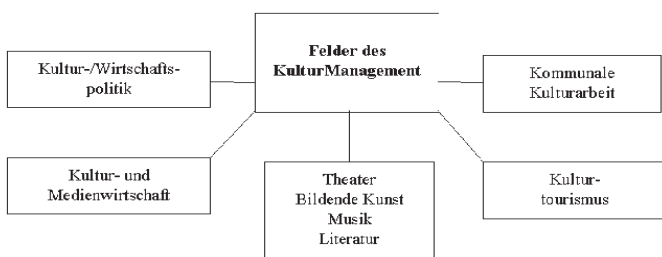 Felder des
KulturManagement
Kultur-/Wirtschafts-
politik
Kommunale
Kulturarbeit
Kultur- und
Medienwirtschaft
Theater
Bildende Kunst
Musik
Literatur
Kultur-
tourismus